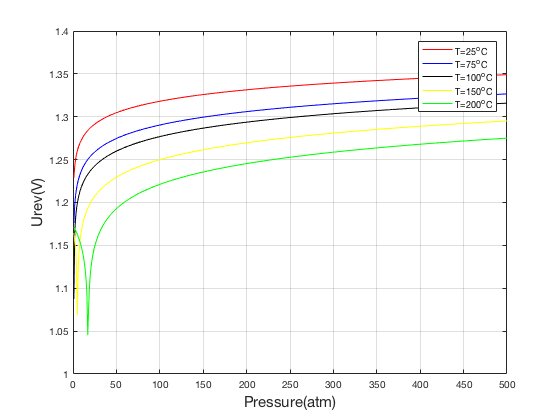 1.4
1.35
1.3
1.25
1.2
1.15
1.1
1.05
1
Urev(V)
T=25°C
T=75°C
T=100°C
T=150°C
T=200°C
0 50 100 150 200 250 300 350 400 450 500
Pressure(atm)